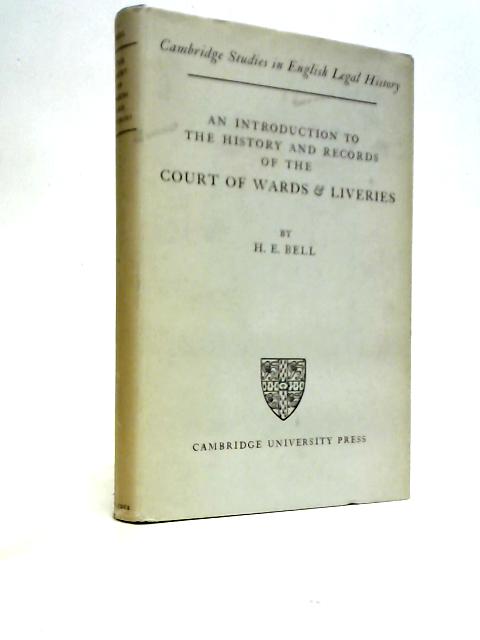 Cambridge Studies in English Legal History
AN INTRODUCTION TO
THE HISTORY AND RECORDS
OF THE
COURT OF WARDS & LIVERIES
BY
H. E. BELL
CAMBRIDGE UNIVERSITY PRESS